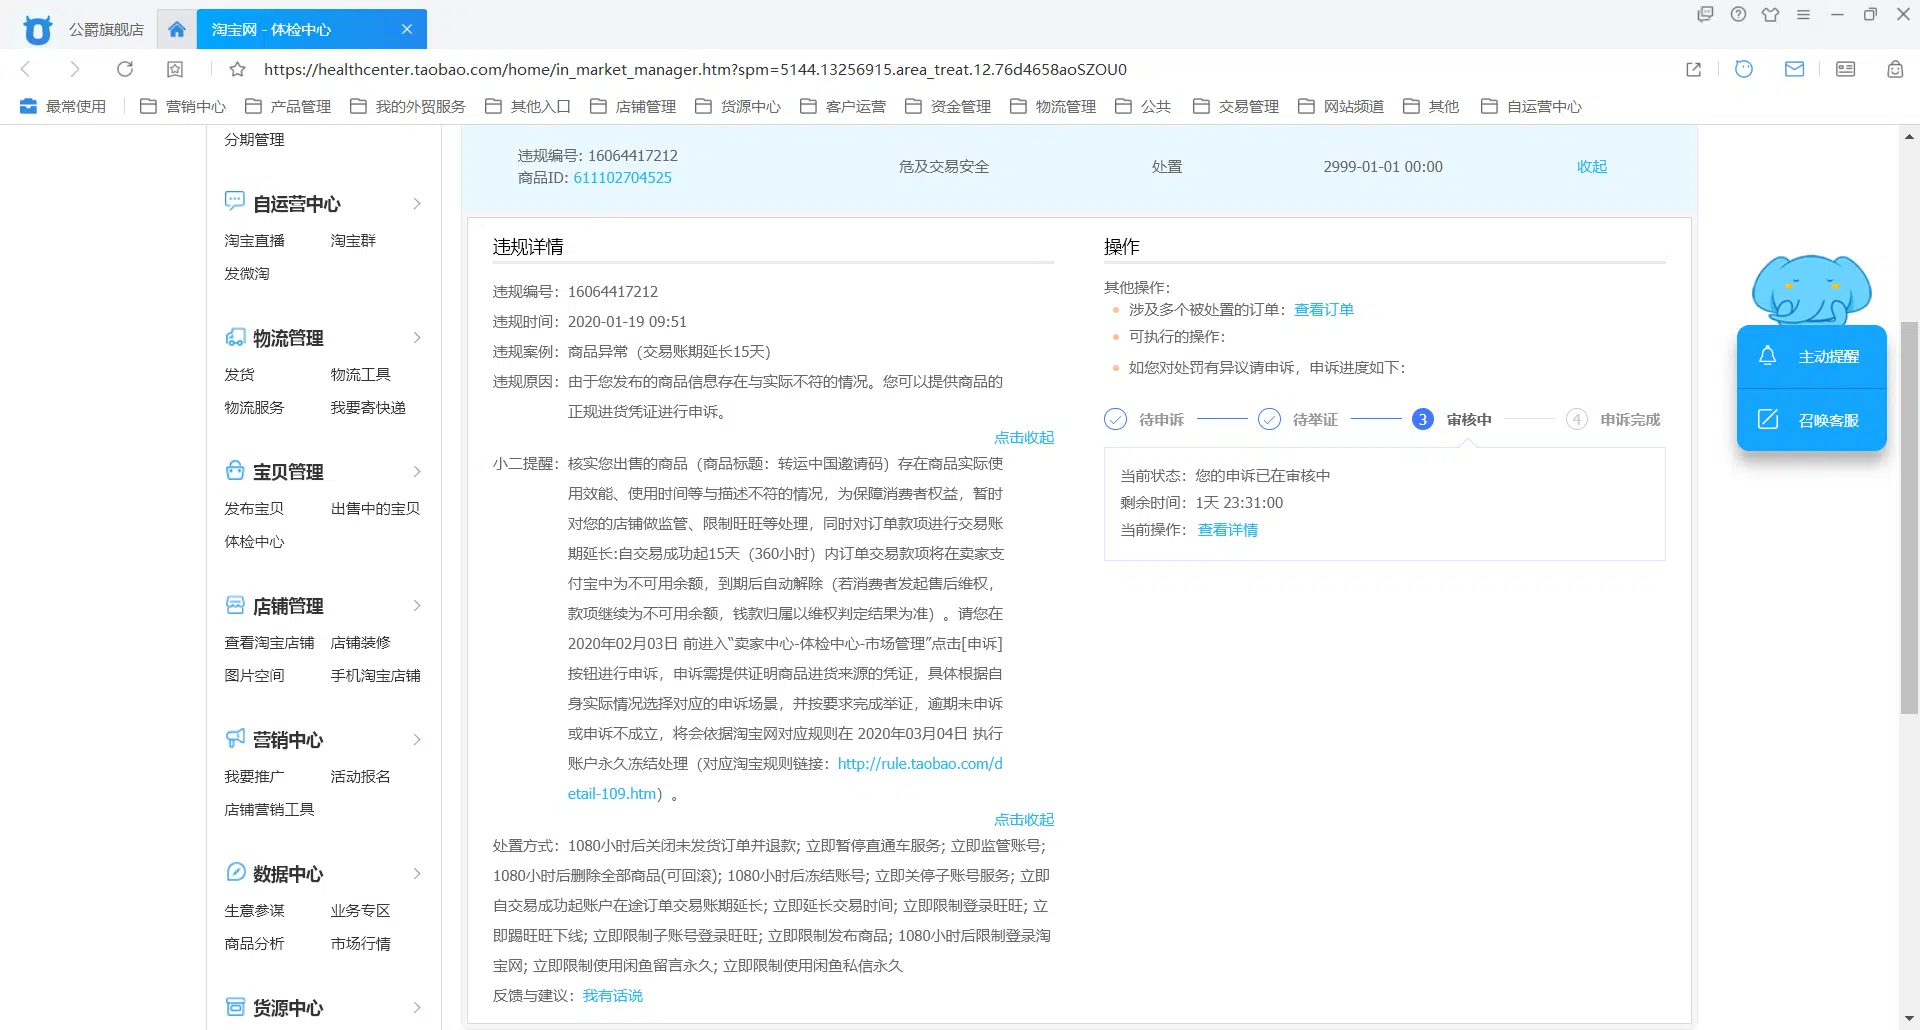 公爵旗舰店
淘宝网 - 体检中心
https://healthcenter.taobao.com/home/in_market_manager.htm?spm=5144.13256915.area_treat.12.76d4658aoSZOU0
最常使用 营销中心 产品管理 我的外贸服务 其他入口 店铺管理 货源中心 客户运营 资金管理 物流管理 公共 交易管理 网站频道 其他 自运营中心
分期管理
自运营中心
淘宝直播 淘宝群
发微淘
物流管理
发货 物流工具
物流服务 我要寄快递
宝贝管理
发布宝贝 出售中的宝贝
体检中心
店铺管理
查看淘宝店铺 店铺装修
图片空间 手机淘宝店铺
营销中心
我要推广 活动报名
店铺营销工具
数据中心
生意参谋 业务专区
商品分析 市场行情
货源中心
违规编号: 16064417212
商品ID: 611102704525
危及交易安全
处置
2999-01-01 00:00
收起
违规详情
违规编号：16064417212
违规时间：2020-01-19 09:51
违规案例：商品异常（交易账期延长15天）
违规原因：由于您发布的商品信息存在与实际不符的情况。您可以提供商品的
正规进货凭证进行申诉。
点击收起
小二提醒：核实您出售的商品（商品标题：转运中国邀请码）存在商品实际使
用效能、使用时间等与描述不符的情况，为保障消费者权益，暂时
对您的店铺做监管、限制旺旺等处理，同时对订单款项进行交易账
期延长:自交易成功起15天（360小时）内订单交易款项将在卖家支
付宝中为不可用余额，到期后自动解除（若消费者发起售后维权，
款项继续为不可用余额，钱款归属以维权判定结果为准）。请您在
2020年02月03日 前进入“卖家中心-体检中心-市场管理”点击[申诉]
按钮进行申诉，申诉需提供证明商品进货来源的凭证，具体根据自
身实际情况选择对应的申诉场景，并按要求完成举证，逾期未申诉
或申诉不成立，将会依据淘宝网对应规则在 2020年03月04日 执行
账户永久冻结处理（对应淘宝规则链接：http://rule.taobao.com/d
etail-109.htm）。
点击收起
处置方式：1080小时后关闭未发货订单并退款; 立即暂停直通车服务; 立即监管账号;
1080小时后删除全部商品(可回滚); 1080小时后冻结账号; 立即关停子账号服务; 立即
自交易成功起账户在途订单交易账期延长; 立即延长交易时间; 立即限制登录旺旺; 立
即踢旺旺下线; 立即限制子账号登录旺旺; 立即限制发布商品; 1080小时后限制登录淘
宝网; 立即限制使用闲鱼留言永久; 立即限制使用闲鱼私信永久
反馈与建议：我有话说
操作
其他操作：
涉及多个被处置的订单：查看订单
可执行的操作：
如您对处罚有异议请申诉，申诉进度如下：
待申诉 待举证 3 审核中 4 申诉完成
当前状态：您的申诉已在审核中
剩余时间：1天 23:31:00
当前操作：查看详情
主动提醒
召唤客服